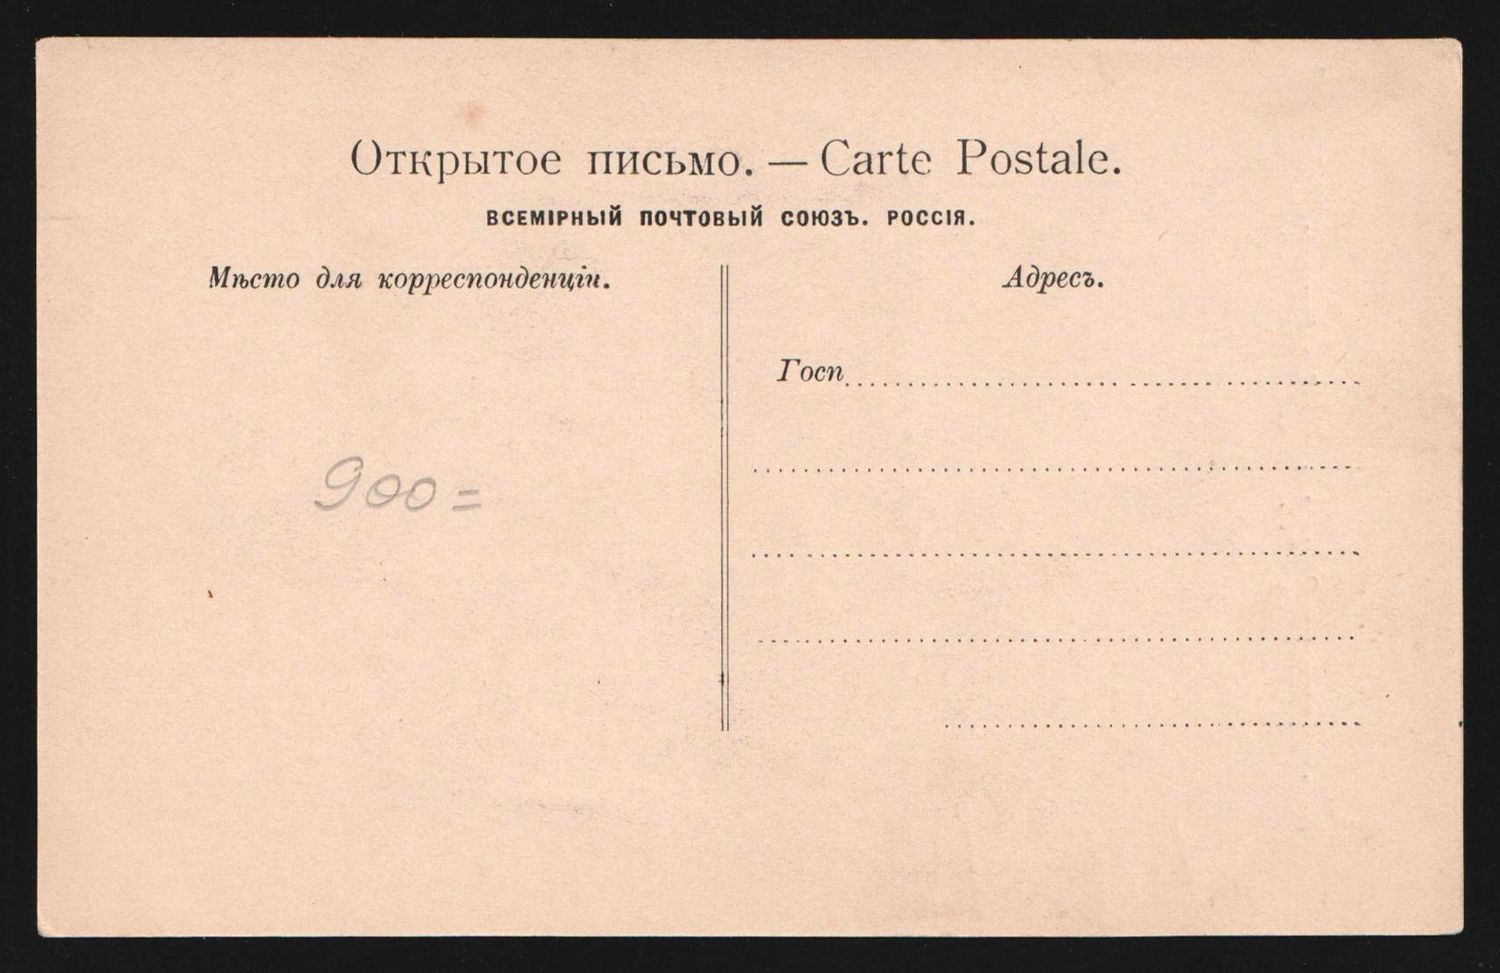 Открытое письмо. — Carte Postale.
ВСЕМІРНЫЙ ПОЧТОВЫЙ СОЮЗЪ. РОССІЯ.
Мѣсто для корреспонденціи.
Адресъ.
Госп
900=